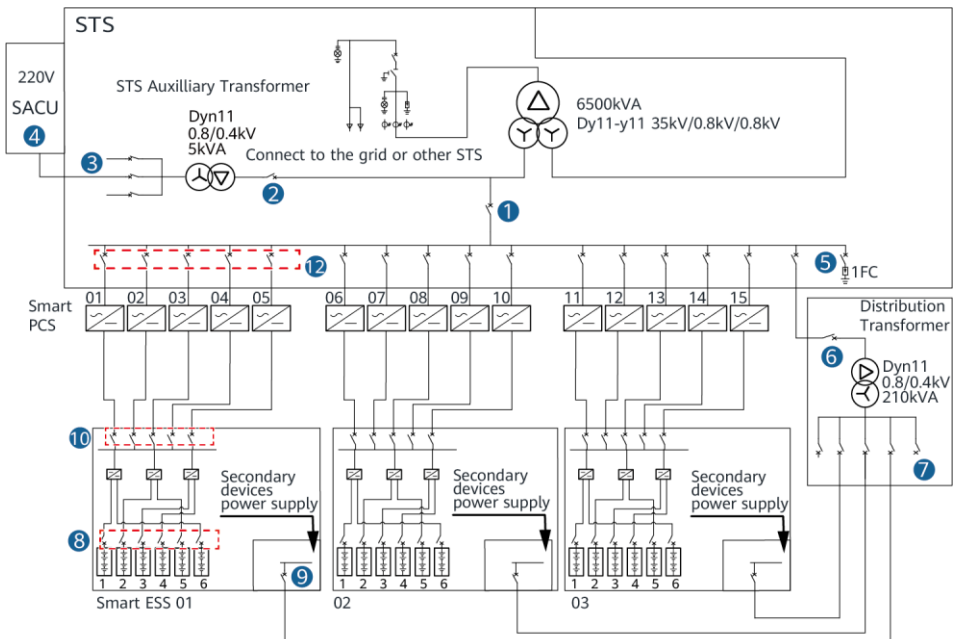 STS
220V
SACU
4
STS Auxilliary Transformer
Dyn11
0.8/0.4kV
5kVA
3
2
Connect to the grid or other STS
6500kVA
Dy11-y11 35kV/0.8kV/0.8kV
1
12
5
1FC
Smart
PCS
01 02 03 04 05
06 07 08 09 10
11 12 13 14 15
Distribution
Transformer
6
Dyn11
0.8/0.4kV
210kVA
7
10
Secondary
devices
power supply
8
1 2 3 4 5 6
9
Smart ESS 01
Secondary
devices
power supply
1 2 3 4 5 6
02
Secondary
devices
power supply
1 2 3 4 5 6
03